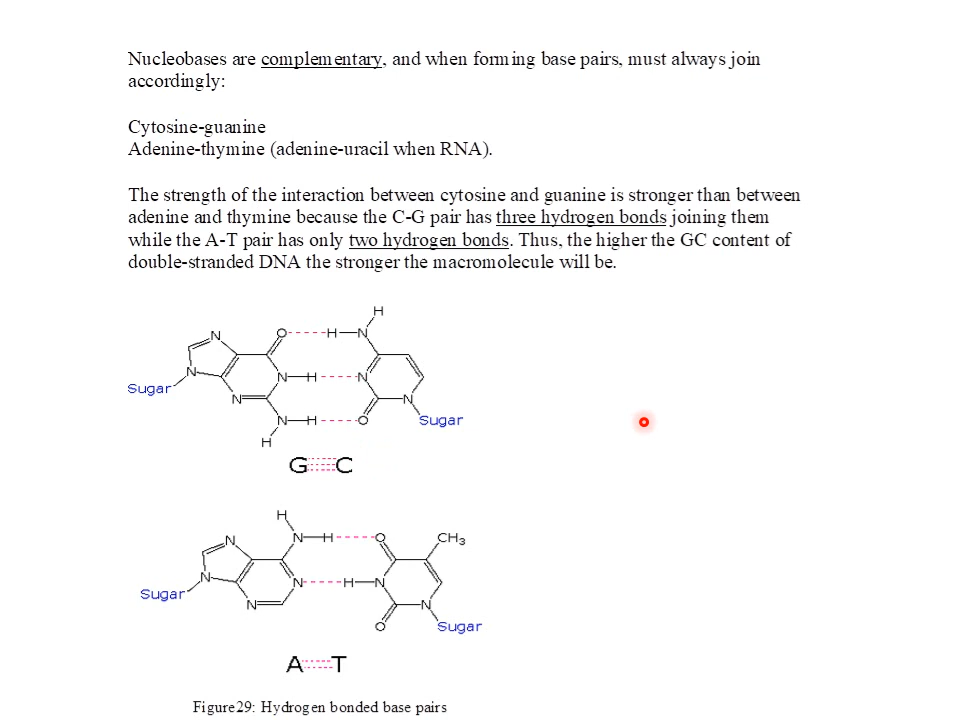 Nucleobases are complementary, and when forming base pairs, must always join
accordingly:
Cytosine-guanine
Adenine-thymine (adenine-uracil when RNA).
The strength of the interaction between cytosine and guanine is stronger than between
adenine and thymine because the C-G pair has three hydrogen bonds joining them
while the A-T pair has only two hydrogen bonds. Thus, the higher the GC content of
double-stranded DNA the stronger the macromolecule will be.
H
N O H N
N N H N
Sugar N N Sugar
N H O
H
G C
H
N N H O CH3
N N H N
Sugar N N
O Sugar
A T
Figure29: Hydrogen bonded base pairs